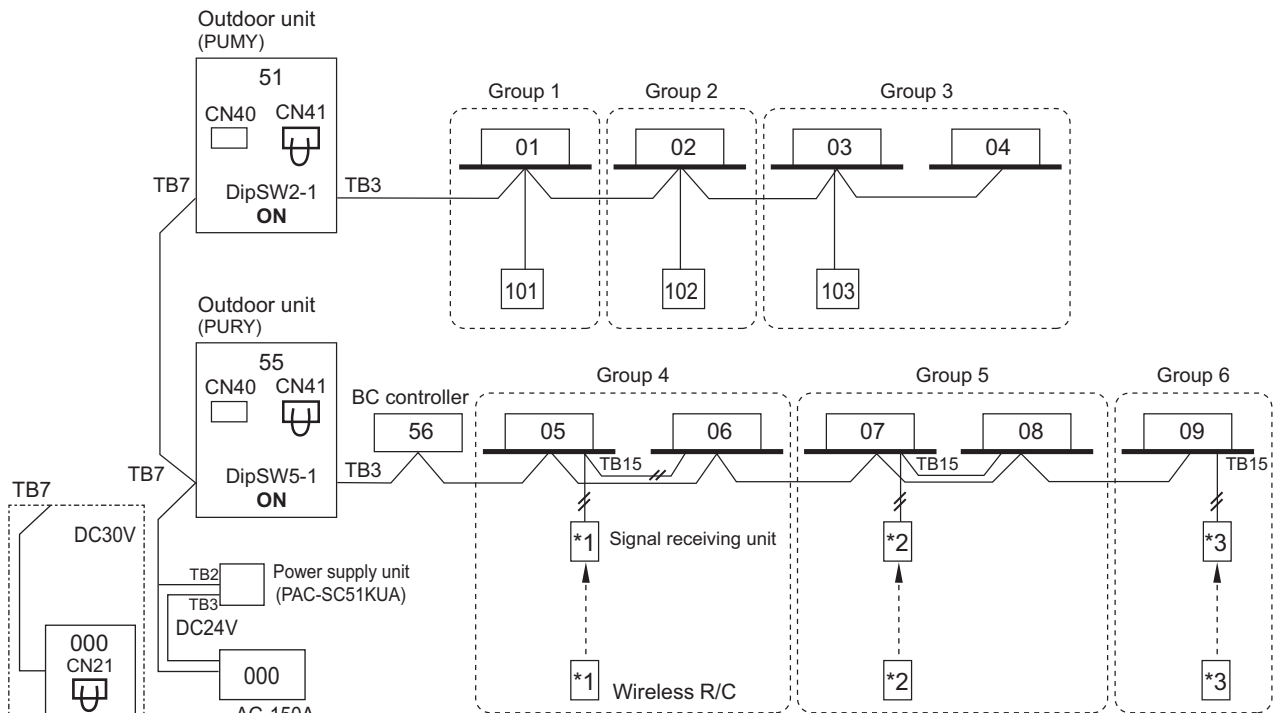 Outdoor unit
(PUMY)
51
CN40 CN41
DipSW2-1
ON
TB7
TB3
Group 1
Group 2
Group 3
01
02
03
04
101
102
103
Outdoor unit
(PURY)
55
CN40 CN41
DipSW5-1
ON
TB7
TB3
BC controller
56
Group 4
Group 5
Group 6
05
06
07
08
09
TB15
TB15
TB15
*1
Signal receiving unit
*2
*3
*1
Wireless R/C
*2
*3
TB7
DC30V
000
CN21
TB2
Power supply unit
(PAC-SC51KUA)
TB3
DC24V
000